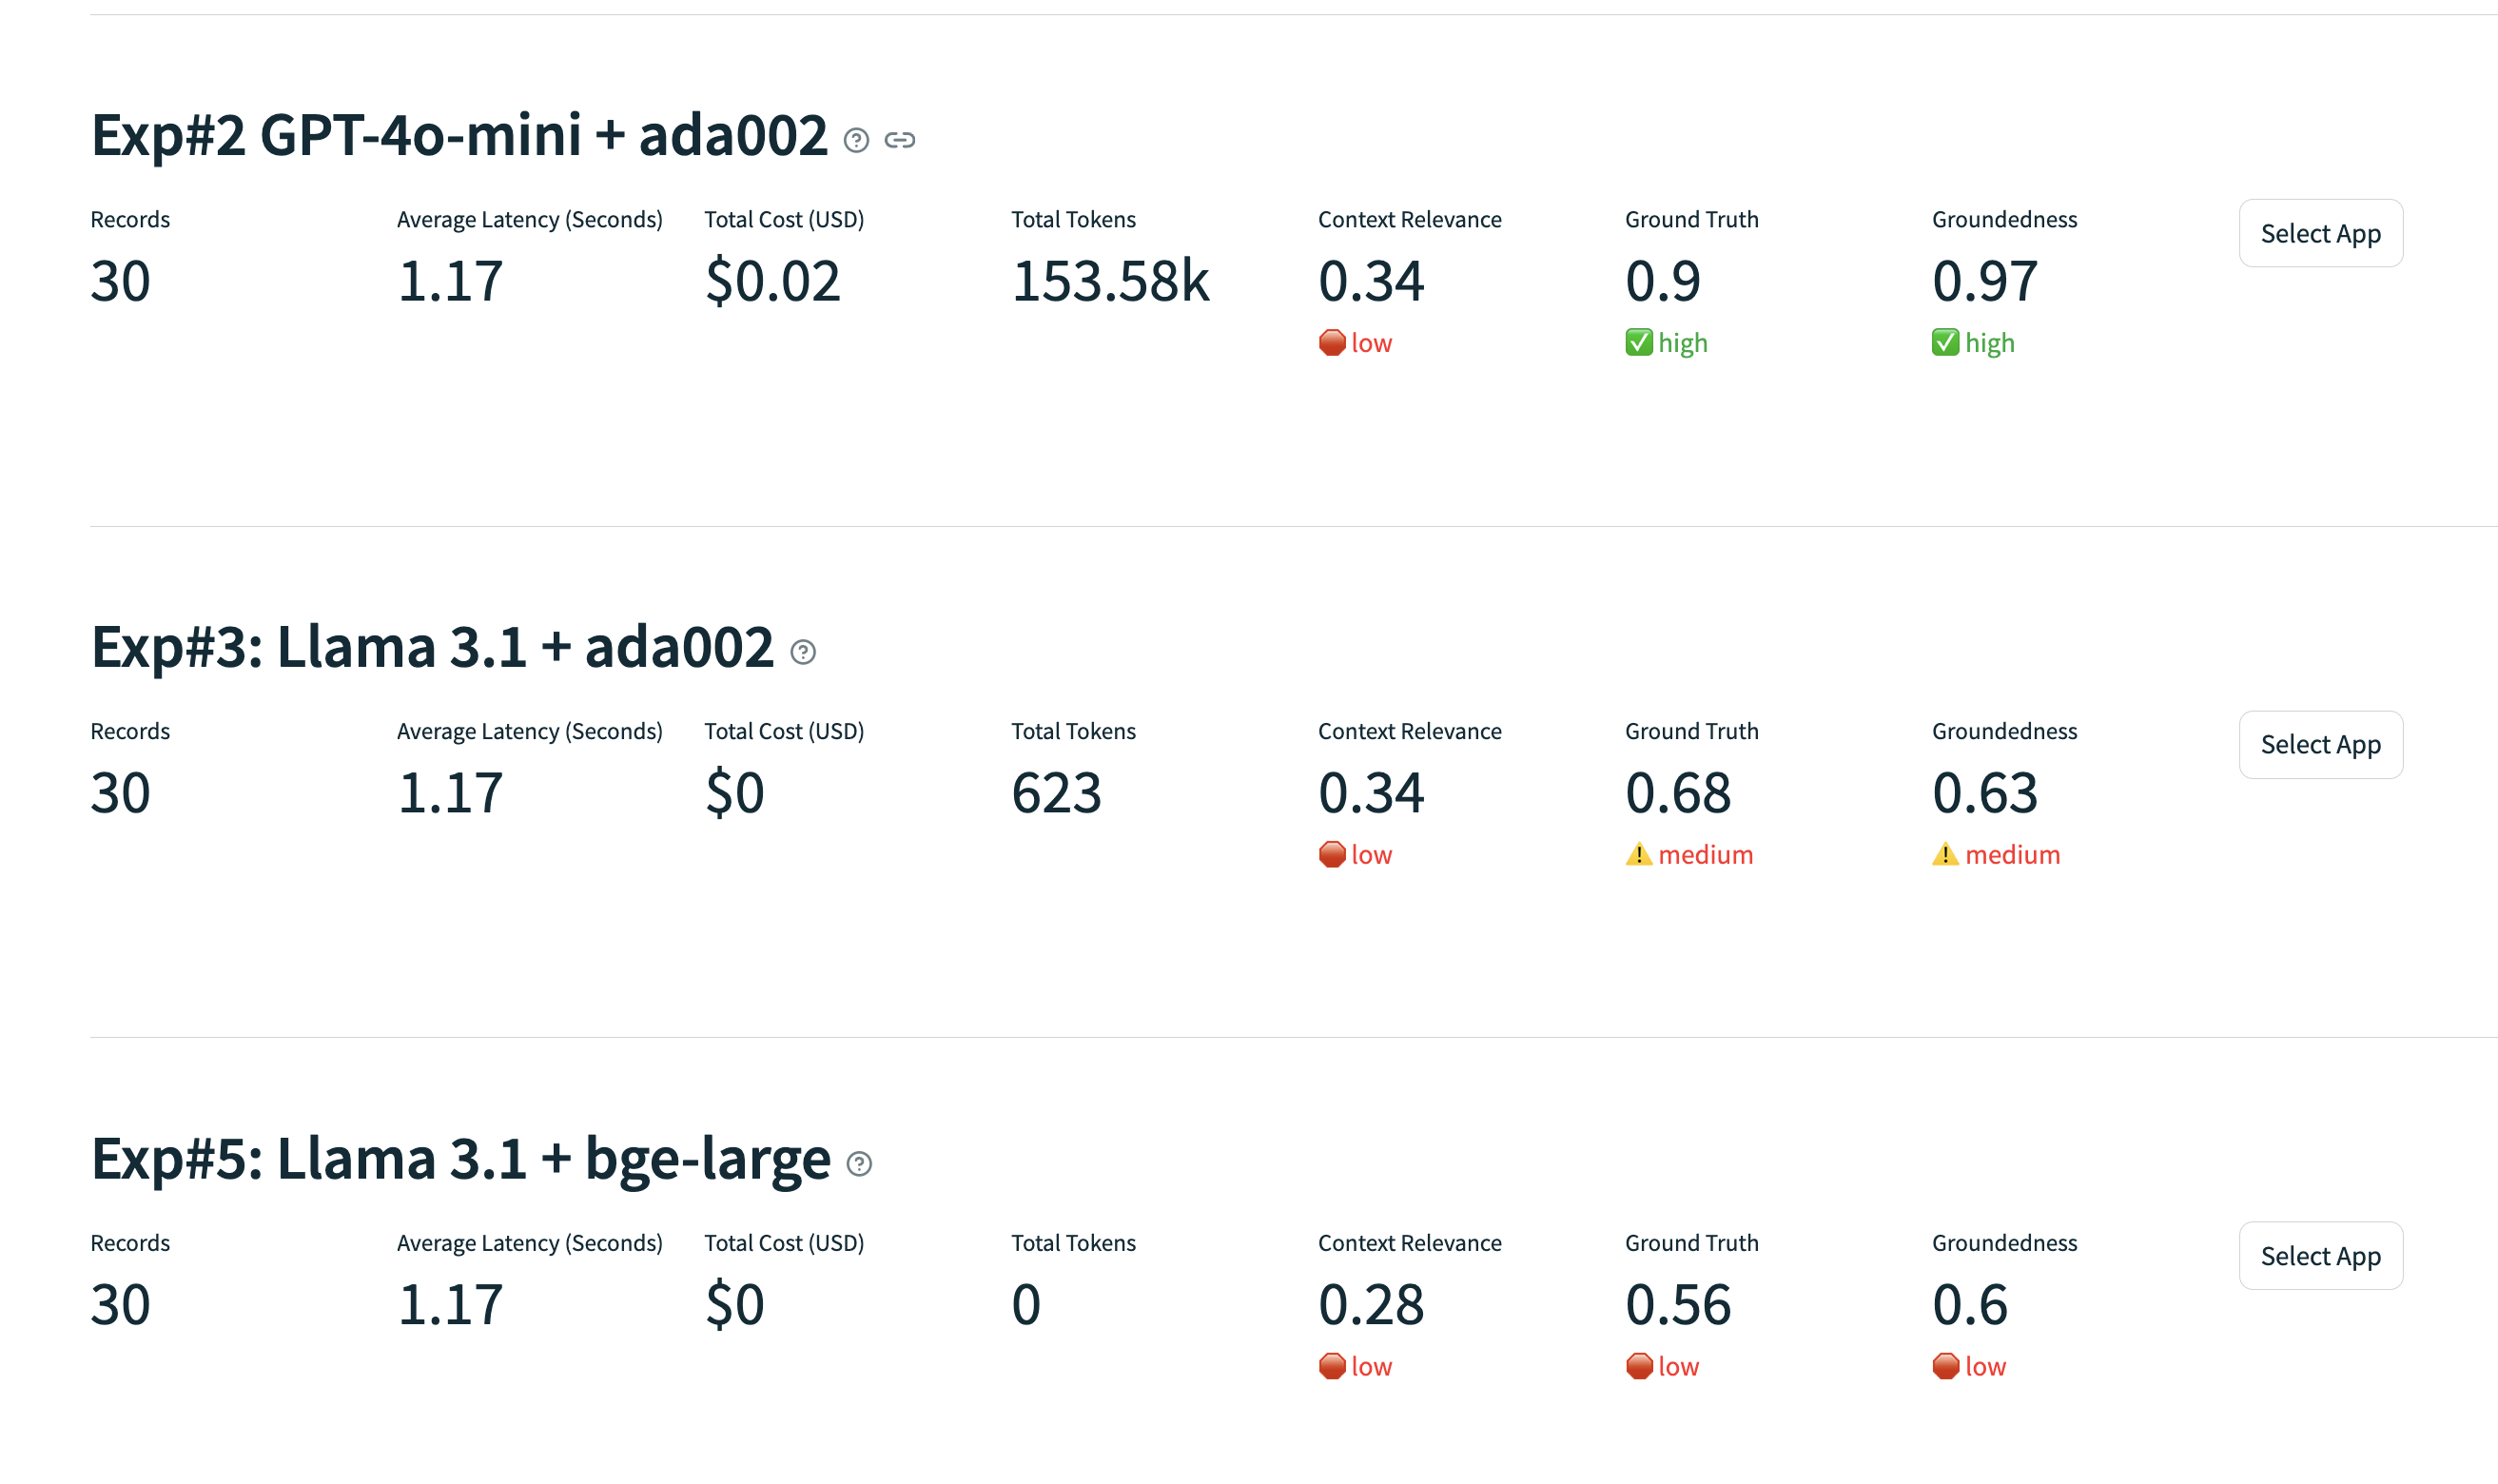 Exp#2 GPT-4o-mini + ada002
Records Average Latency (Seconds) Total Cost (USD) Total Tokens Context Relevance Ground Truth Groundedness Select App
30 1.17 $0.02 153.58k 0.34 0.9 0.97
low high high
Exp#3: Llama 3.1 + ada002
Records Average Latency (Seconds) Total Cost (USD) Total Tokens Context Relevance Ground Truth Groundedness Select App
30 1.17 $0 623 0.34 0.68 0.63
low medium medium
Exp#5: Llama 3.1 + bge-large
Records Average Latency (Seconds) Total Cost (USD) Total Tokens Context Relevance Ground Truth Groundedness Select App
30 1.17 $0 0 0.28 0.56 0.6
low low low